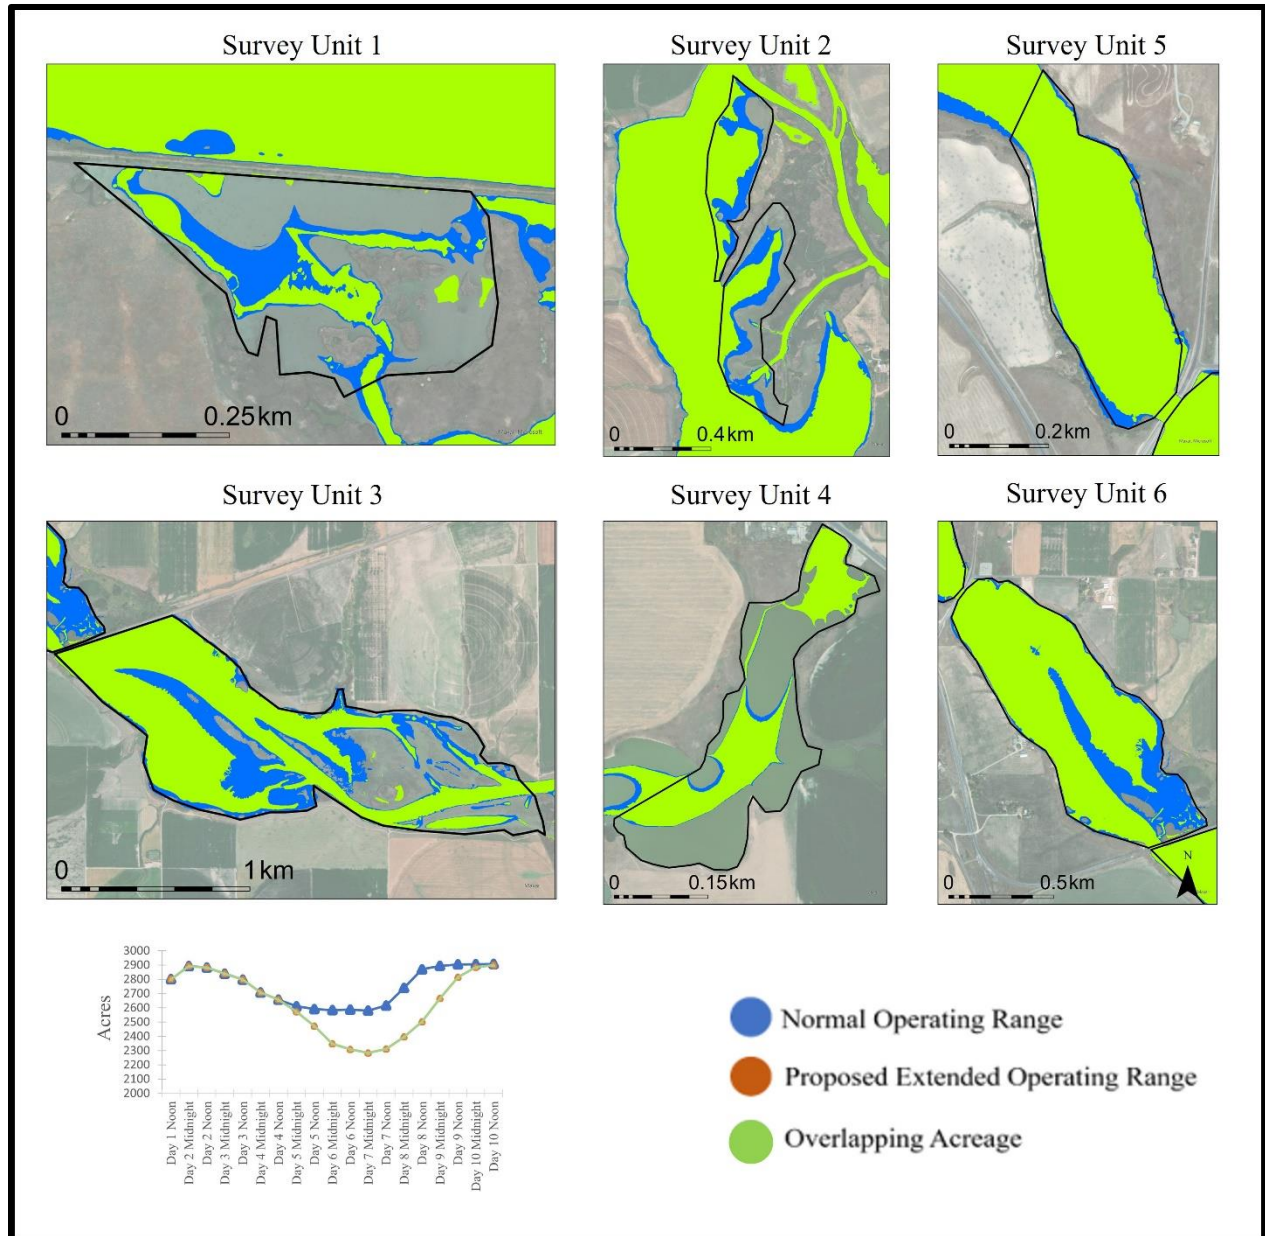 Survey Unit 1
Survey Unit 2
Survey Unit 5
0 0.25km
0 0.4km
0 0.2km
Survey Unit 3
Survey Unit 4
Survey Unit 6
0 1km
0 0.15km
0 0.5km
N
Acres
3000
2900
2800
2700
2600
2500
2400
2300
2200
2100
2000
Day 1 Noon
Day 2 Midnight
Day 2 Noon
Day 3 Midnight
Day 3 Noon
Day 4 Midnight
Day 4 Noon
Day 5 Midnight
Day 5 Noon
Day 6 Midnight
Day 6 Noon
Day 7 Midnight
Day 7 Noon
Day 8 Midnight
Day 8 Noon
Day 9 Midnight
Day 9 Noon
Day 10 Midnight
Day 10 Noon
Normal Operating Range
Proposed Extended Operating Range
Overlapping Acreage